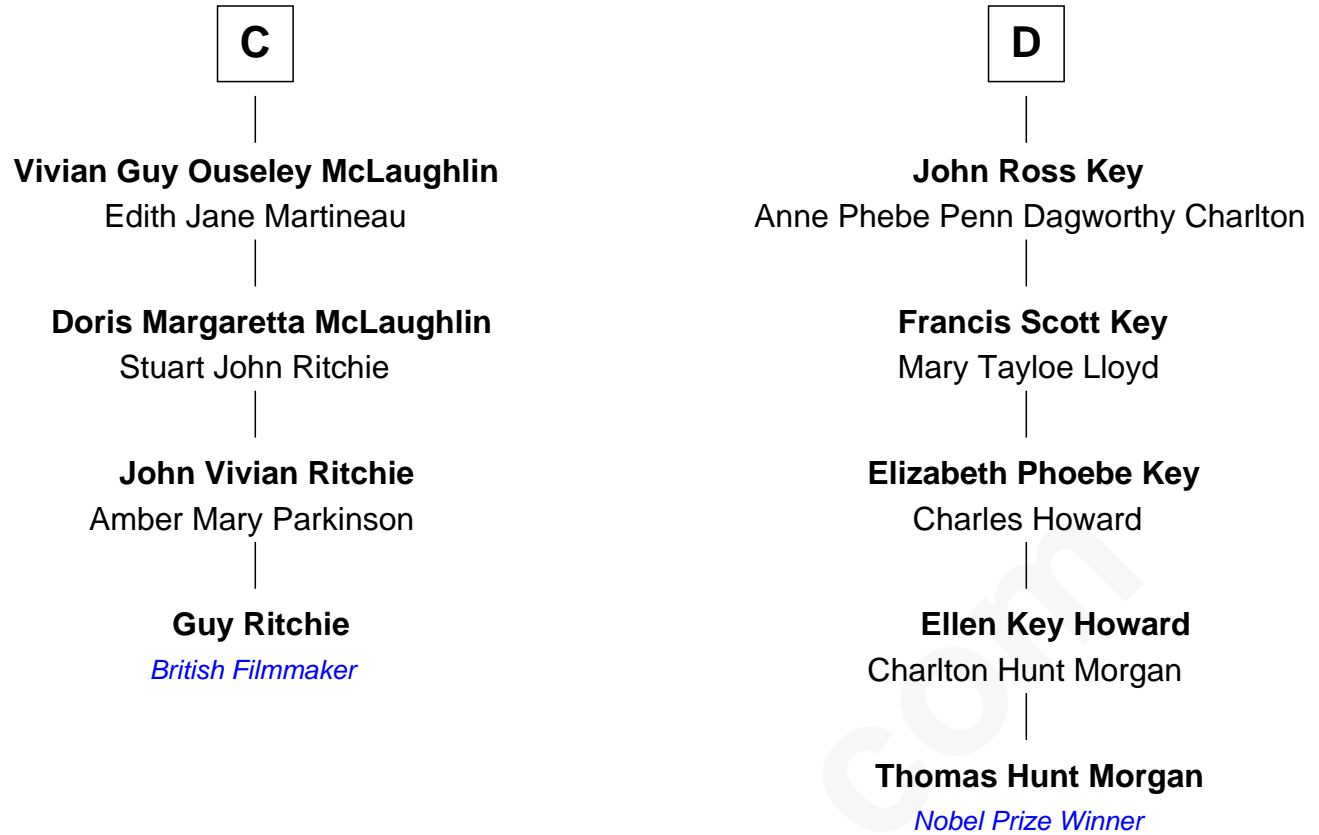 C
Vivian Guy Ouseley McLaughlin
Edith Jane Martineau
Doris Margaretta McLaughlin
Stuart John Ritchie
John Vivian Ritchie
Amber Mary Parkinson
Guy Ritchie
British Filmmaker
D
John Ross Key
Anne Phebe Penn Dagworthy Charlton
Francis Scott Key
Mary Tayloe Lloyd
Elizabeth Phoebe Key
Charles Howard
Ellen Key Howard
Charlton Hunt Morgan
Thomas Hunt Morgan
Nobel Prize Winner
com